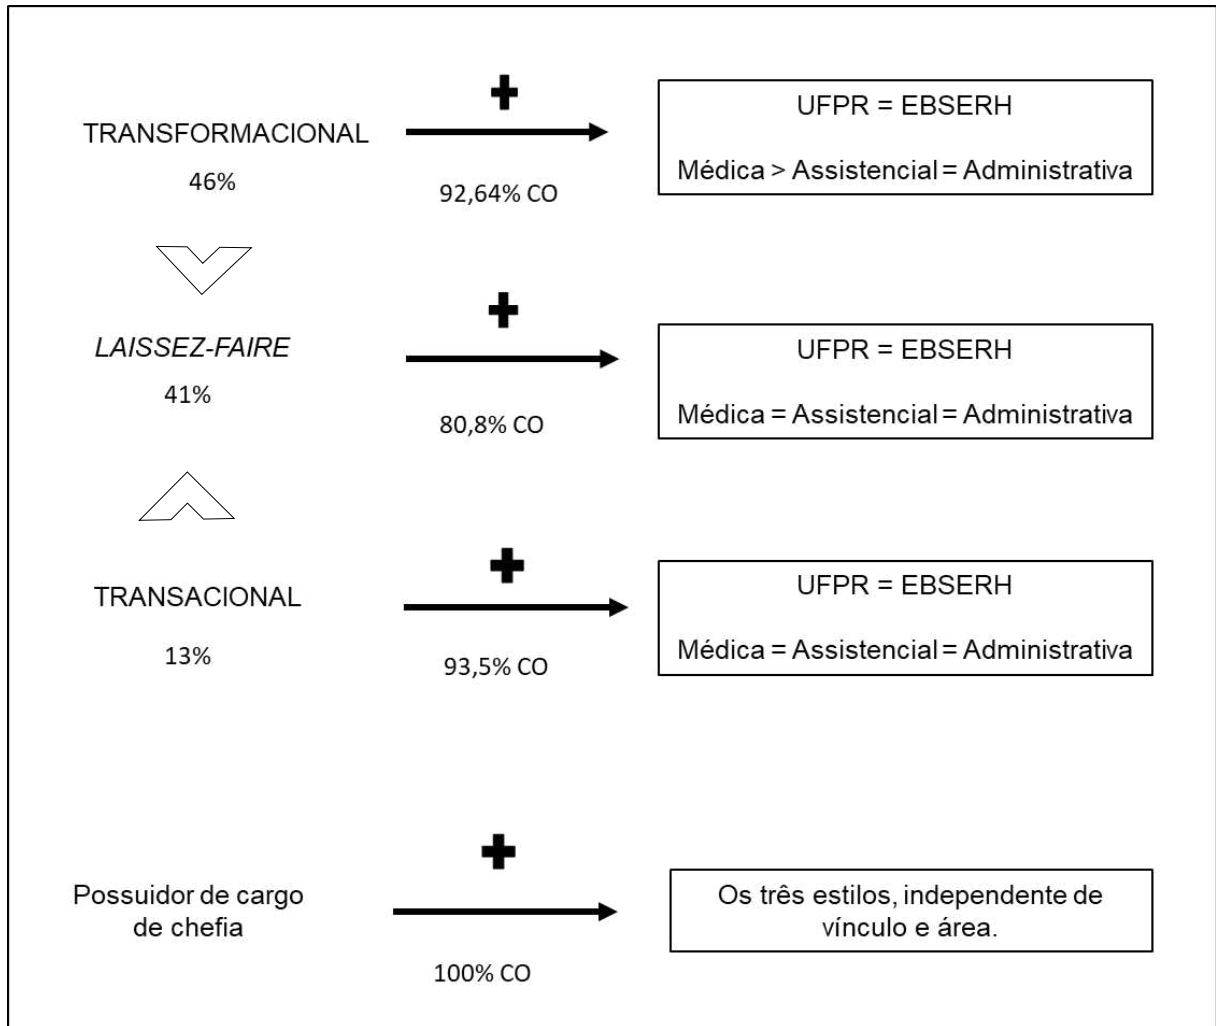 UFPR = EBSERH
TRANSFORMACIONAL
Médica > Assistencial = Administrativa
46%
92,64% CO
LAISSEZ-FAIRE
UFPR = EBSERH
41%
Médica = Assistencial = Administrativa
80,8% CO
UFPR = EBSERH
TRANSACIONAL
Médica = Assistencial = Administrativa
13%
93,5% CO
Possuidor de cargo
de chefia
Os três estilos, independente de
vínculo e área.
100% CO